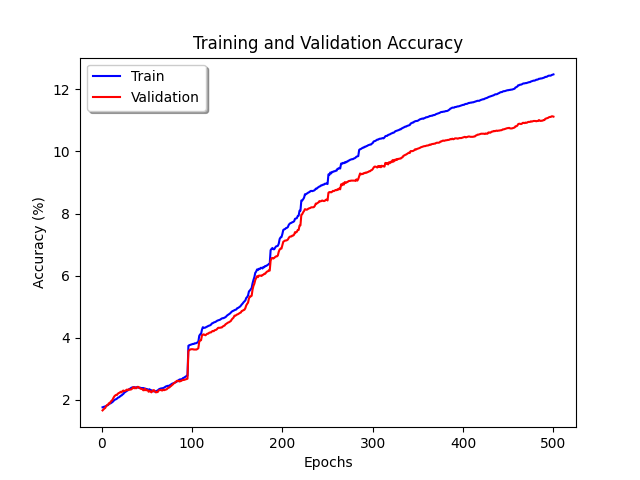 Training and Validation Accuracy
Train
Validation
12
10
8
6
4
2
Accuracy (%)
0
100
200
300
400
500
Epochs